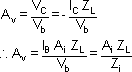 A_v = V_C / V_b = - I_C Z_L / V_b
∴ A_v = I_B A_i Z_L / V_b = A_i Z_L / Z_i